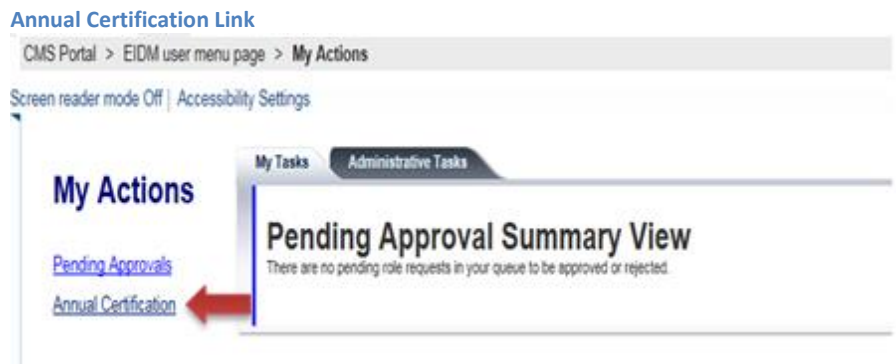 Annual Certification Link
CMS Portal > EIDM user menu page > My Actions
Screen reader mode Off | Accessibility Settings
My Tasks Administrative Tasks
My Actions
Pending Approval Summary View
There are no pending role requests in your queue to be approved or rejected.
Pending Approvals
Annual Certification